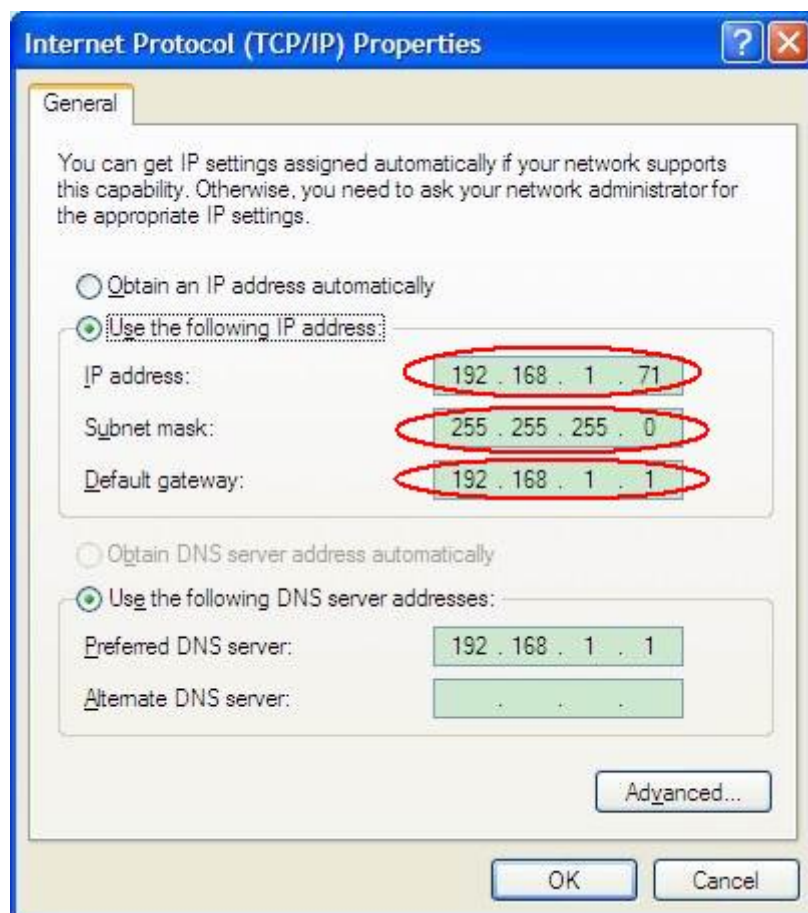 Internet Protocol (TCP/IP) Properties
General
You can get IP settings assigned automatically if your network supports
this capability. Otherwise, you need to ask your network administrator for
the appropriate IP settings.
Obtain an IP address automatically
Use the following IP address:
IP address: 192 . 168 . 1 . 71
Subnet mask: 255 . 255 . 255 . 0
Default gateway: 192 . 168 . 1 . 1
Obtain DNS server address automatically
Use the following DNS server addresses:
Preferred DNS server: 192 . 168 . 1 . 1
Alternate DNS server: . . .
Advanced...
OK Cancel